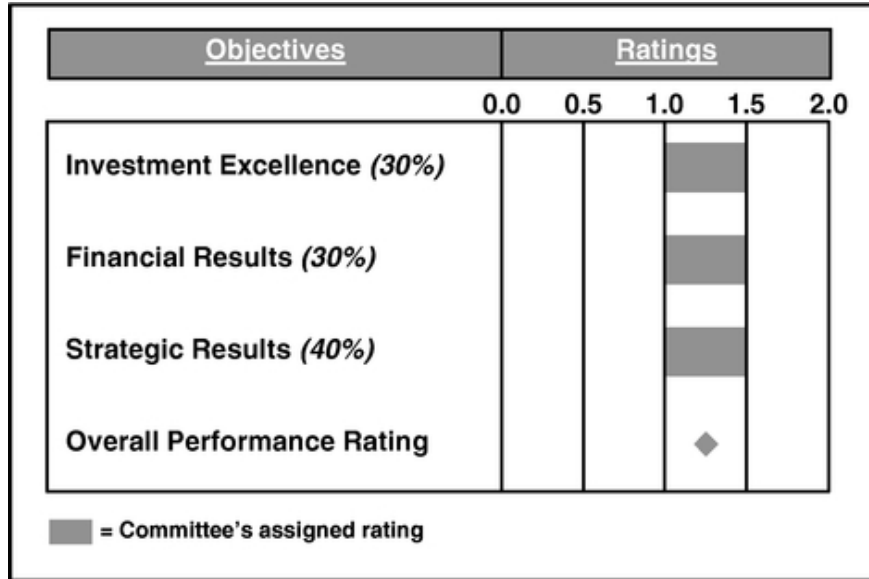 Objectives Ratings
0.0 0.5 1.0 1.5 2.0
Investment Excellence (30%)
Financial Results (30%)
Strategic Results (40%)
Overall Performance Rating
= Committee's assigned rating